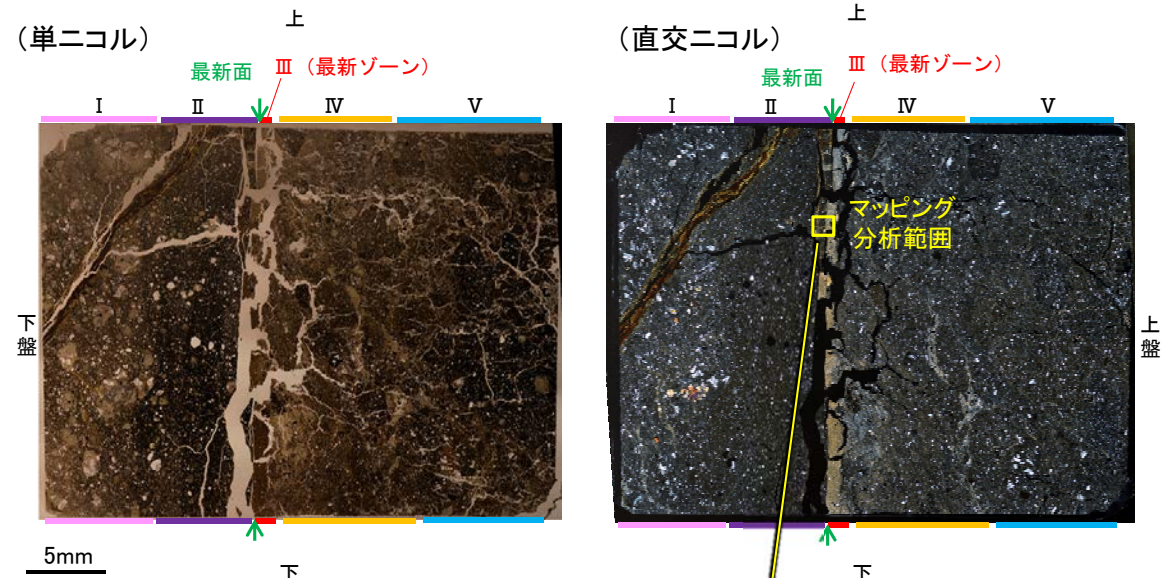 上
(単ニコル)
最新面
Ⅲ(最新ゾーン)
Ⅰ
Ⅱ
Ⅳ
Ⅴ
下盤
5mm
下
上
(直交ニコル)
最新面
Ⅲ(最新ゾーン)
Ⅰ
Ⅱ
Ⅳ
Ⅴ
マッピング
分析範囲
上盤
下